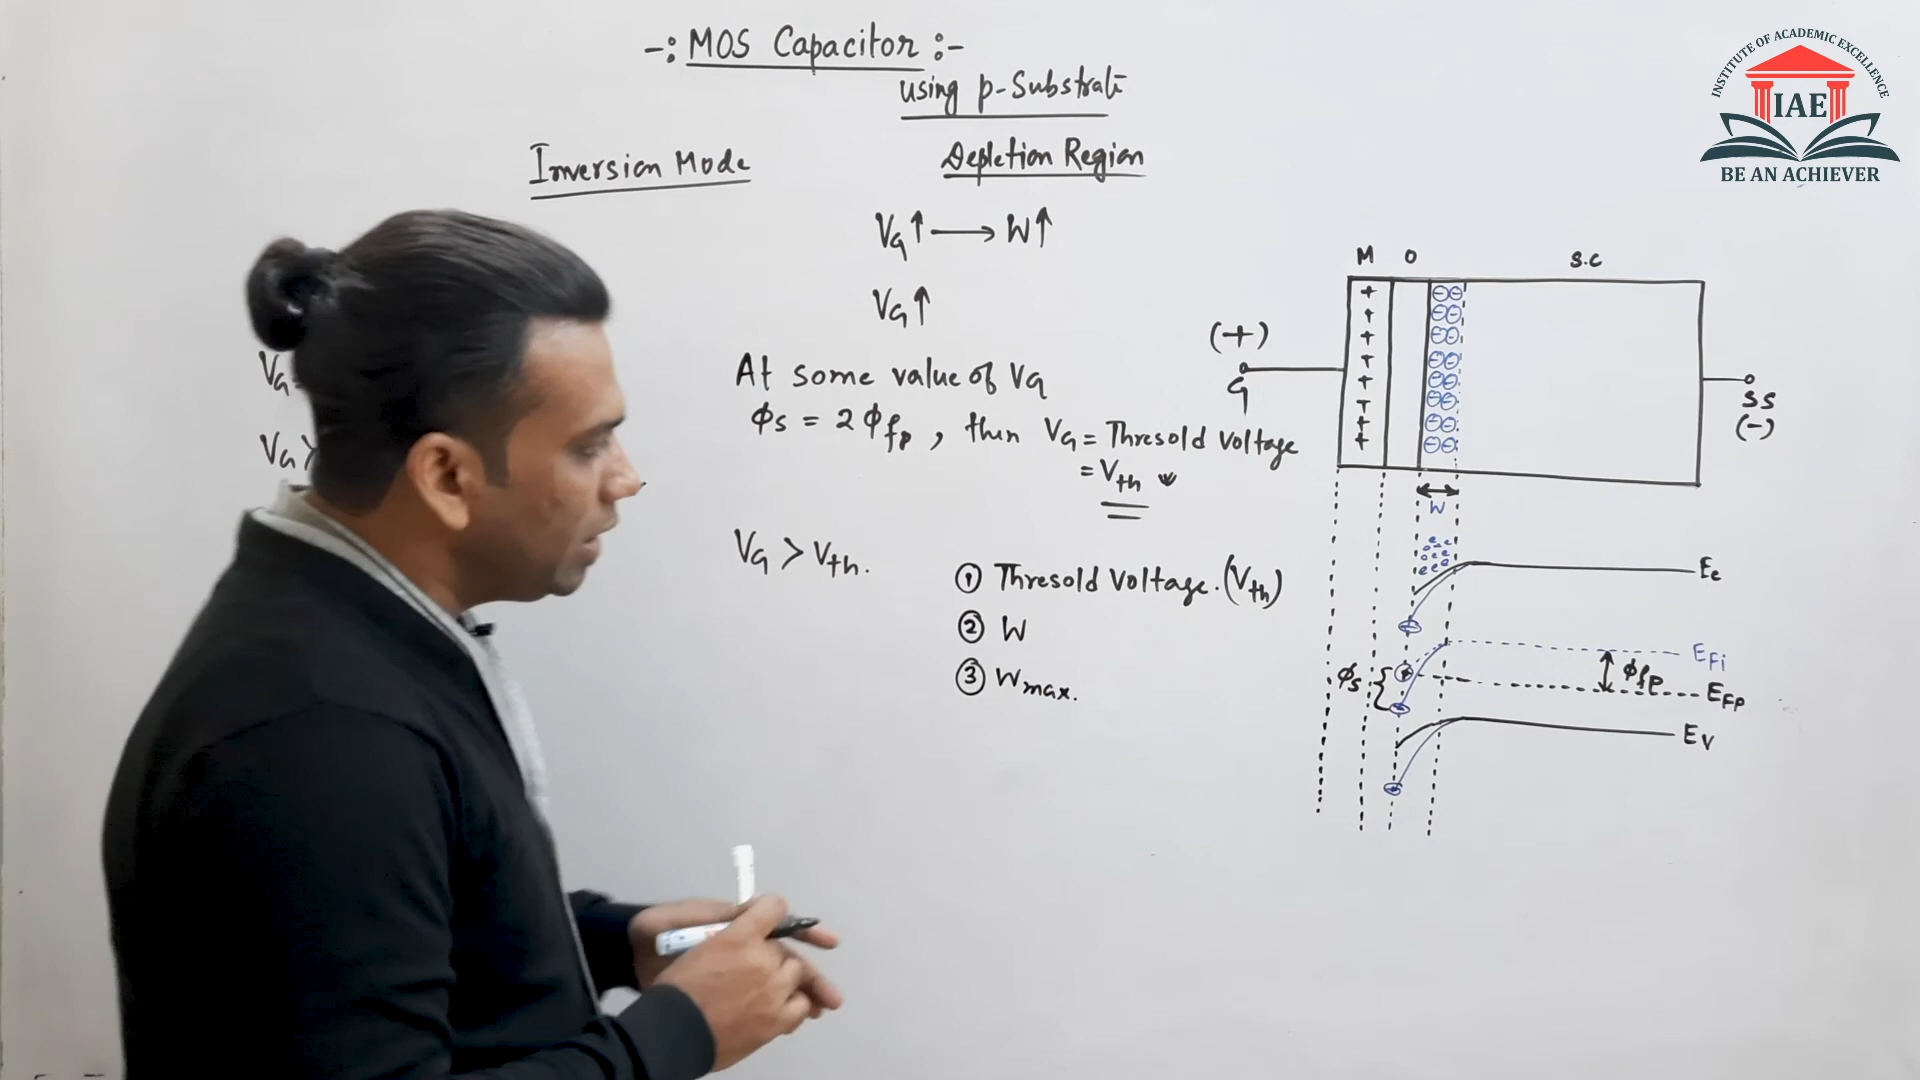 -: MOS Capacitor :-
using p-Substrate
Inversion Mode
Depletion Region
VG↑ ⟶ W↑
VG↑
At some value of VG
ϕs = 2ϕfp, then VG = Thresold Voltage
= Vth
VG > Vth.
① Thresold Voltage. (Vth)
② W
③ Wmax.
VG
VG >
M O S.C
(+)
G
SS
(-)
W
Ec
EFi
ϕs
ϕfp
EFp
Ev
INSTITUTE OF ACADEMIC EXCELLENCE
IAE
BE AN ACHIEVER